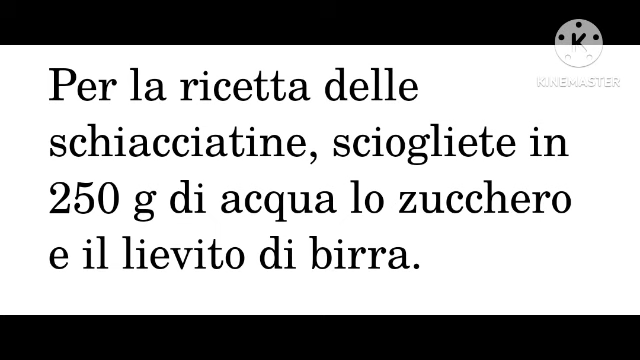 KINEMASTER
Per la ricetta delle
schiacciatine, sciogliete in
250 g di acqua lo zucchero
e il lievito di birra.